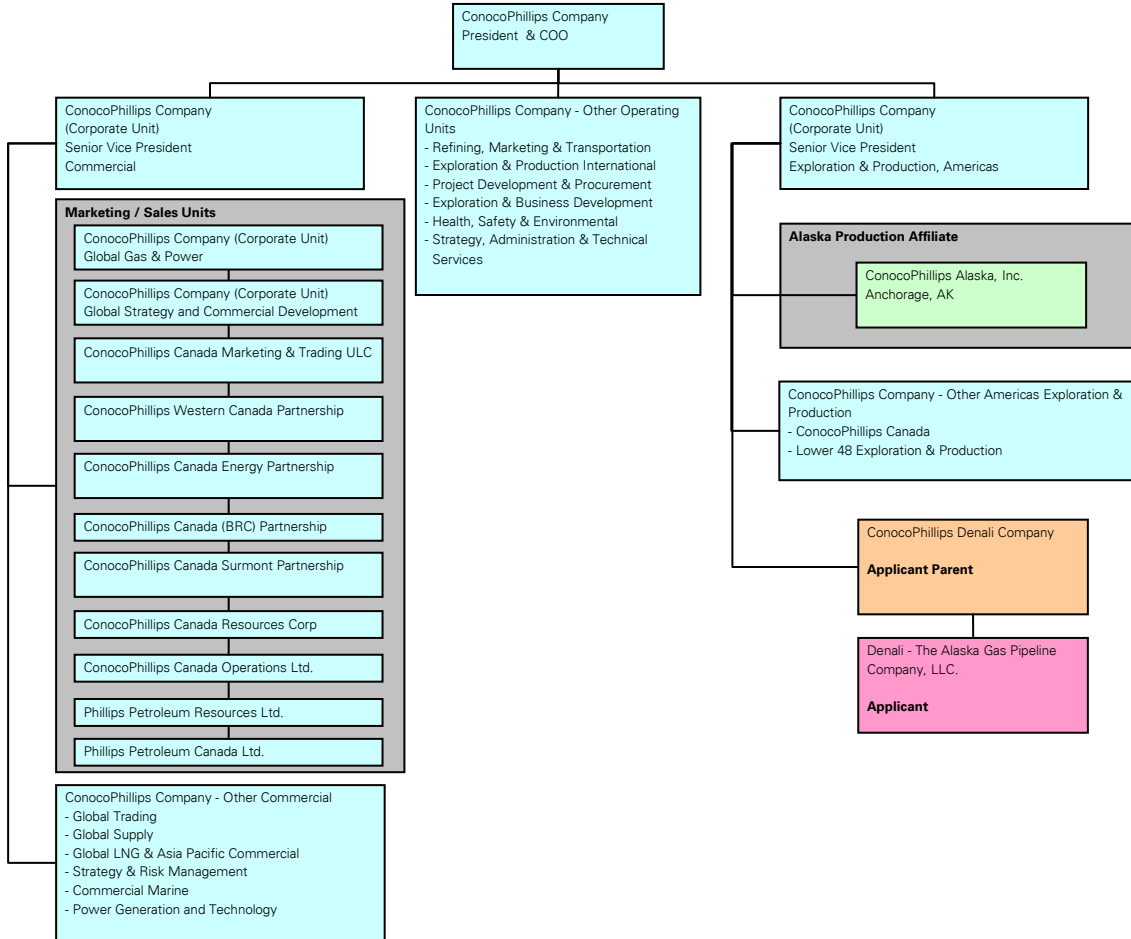 ConocoPhillips Company
President & COO
ConocoPhillips Company
(Corporate Unit)
Senior Vice President
Commercial
ConocoPhillips Company - Other Operating
Units
- Refining, Marketing & Transportation
- Exploration & Production International
- Project Development & Procurement
- Exploration & Business Development
- Health, Safety & Environmental
- Strategy, Administration & Technical
Services
ConocoPhillips Company
(Corporate Unit)
Senior Vice President
Exploration & Production, Americas
Marketing / Sales Units
ConocoPhillips Company (Corporate Unit)
Global Gas & Power
ConocoPhillips Company (Corporate Unit)
Global Strategy and Commercial Development
ConocoPhillips Canada Marketing & Trading ULC
ConocoPhillips Western Canada Partnership
ConocoPhillips Canada Energy Partnership
ConocoPhillips Canada (BRC) Partnership
ConocoPhillips Canada Surmont Partnership
ConocoPhillips Canada Resources Corp
ConocoPhillips Canada Operations Ltd.
Phillips Petroleum Resources Ltd.
Phillips Petroleum Canada Ltd.
ConocoPhillips Company - Other Commercial
- Global Trading
- Global Supply
- Global LNG & Asia Pacific Commercial
- Strategy & Risk Management
- Commercial Marine
- Power Generation and Technology
Alaska Production Affiliate
ConocoPhillips Alaska, Inc.
Anchorage, AK
ConocoPhillips Company - Other Americas Exploration &
Production
- ConocoPhillips Canada
- Lower 48 Exploration & Production
ConocoPhillips Denali Company
Applicant Parent
Denali - The Alaska Gas Pipeline
Company, LLC.
Applicant